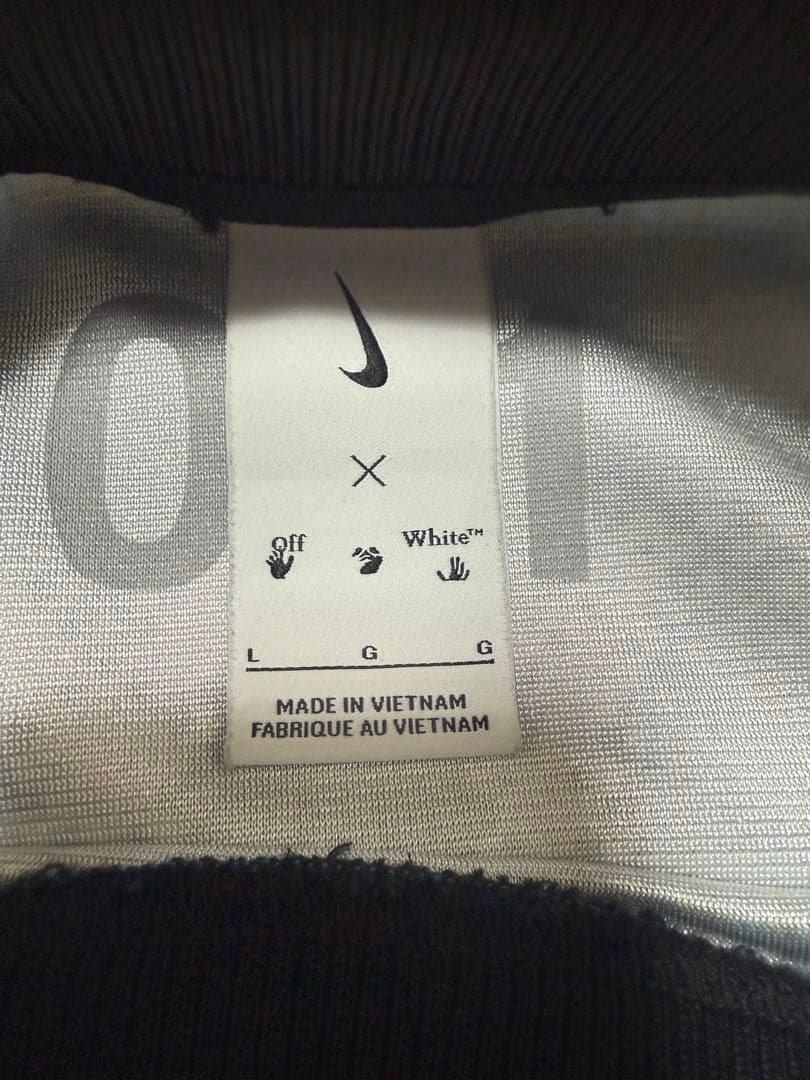 ×
Off White™
L G G
MADE IN VIETNAM
FABRIQUE AU VIETNAM